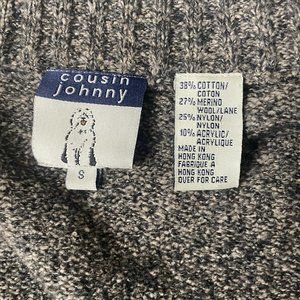 cousin
johnny
S
38% COTTON/
COTON
27% MERINO
WOOL/LANE
25% NYLON/
NYLON
10% ACRYLIC/
ACRYLIQUE
MADE IN
HONG KONG
FABRIQUE A
HONG KONG
OVER FOR CARE